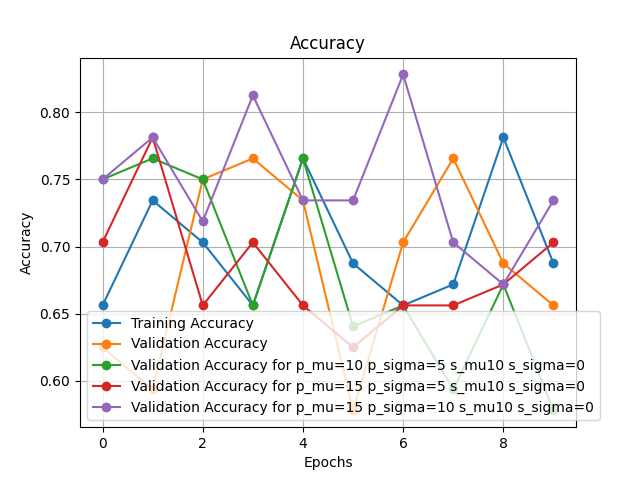 Accuracy
0.80
0.75
0.70
0.65
0.60
Accuracy
Training Accuracy
Validation Accuracy
Validation Accuracy for p_mu=10 p_sigma=5 s_mu10 s_sigma=0
Validation Accuracy for p_mu=15 p_sigma=5 s_mu10 s_sigma=0
Validation Accuracy for p_mu=15 p_sigma=10 s_mu10 s_sigma=0
0 2 4 6 8
Epochs